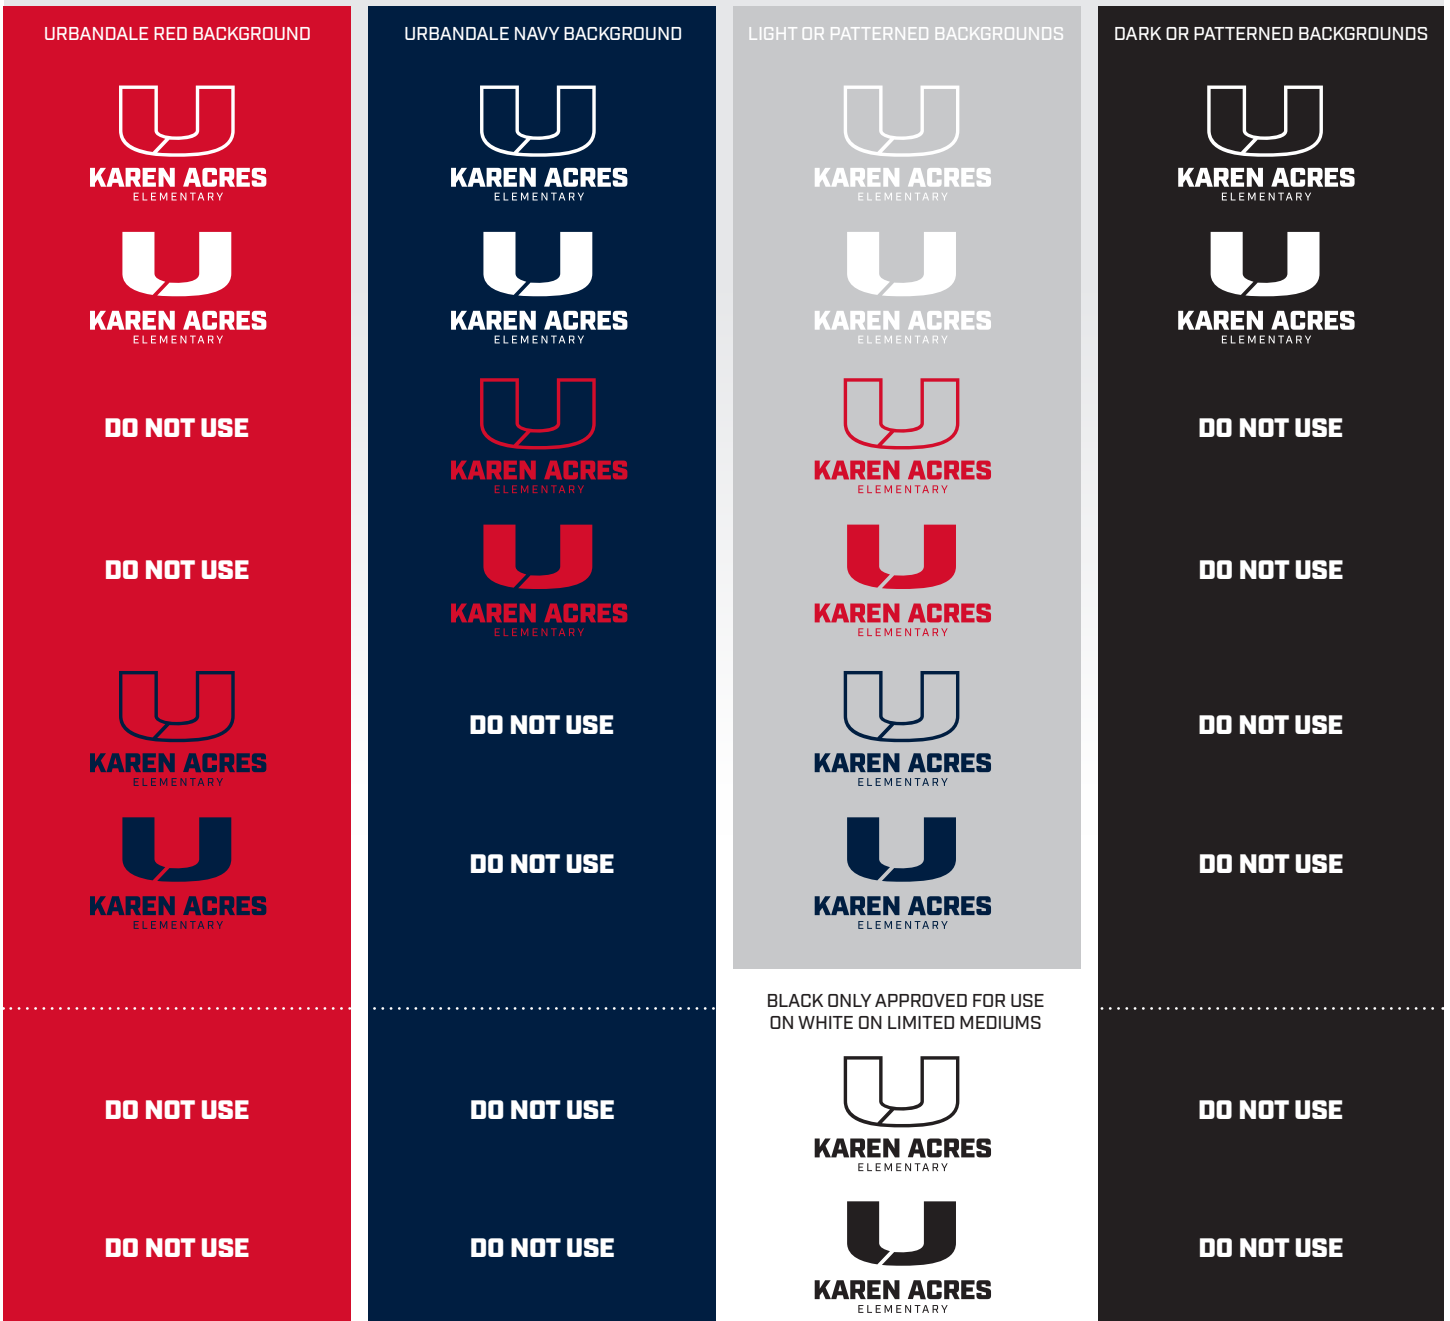 URBANDALE RED BACKGROUND
KAREN ACRES
ELEMENTARY
KAREN ACRES
ELEMENTARY
DO NOT USE
DO NOT USE
KAREN ACRES
ELEMENTARY
KAREN ACRES
ELEMENTARY
DO NOT USE
DO NOT USE
URBANDALE NAVY BACKGROUND
KAREN ACRES
ELEMENTARY
KAREN ACRES
ELEMENTARY
KAREN ACRES
ELEMENTARY
KAREN ACRES
ELEMENTARY
DO NOT USE
DO NOT USE
DO NOT USE
DO NOT USE
LIGHT OR PATTERNED BACKGROUNDS
KAREN ACRES
ELEMENTARY
KAREN ACRES
ELEMENTARY
KAREN ACRES
ELEMENTARY
KAREN ACRES
ELEMENTARY
KAREN ACRES
ELEMENTARY
KAREN ACRES
ELEMENTARY
BLACK ONLY APPROVED FOR USE
ON WHITE ON LIMITED MEDIUMS
KAREN ACRES
ELEMENTARY
KAREN ACRES
ELEMENTARY
DARK OR PATTERNED BACKGROUNDS
KAREN ACRES
ELEMENTARY
KAREN ACRES
ELEMENTARY
DO NOT USE
DO NOT USE
DO NOT USE
DO NOT USE
DO NOT USE
DO NOT USE